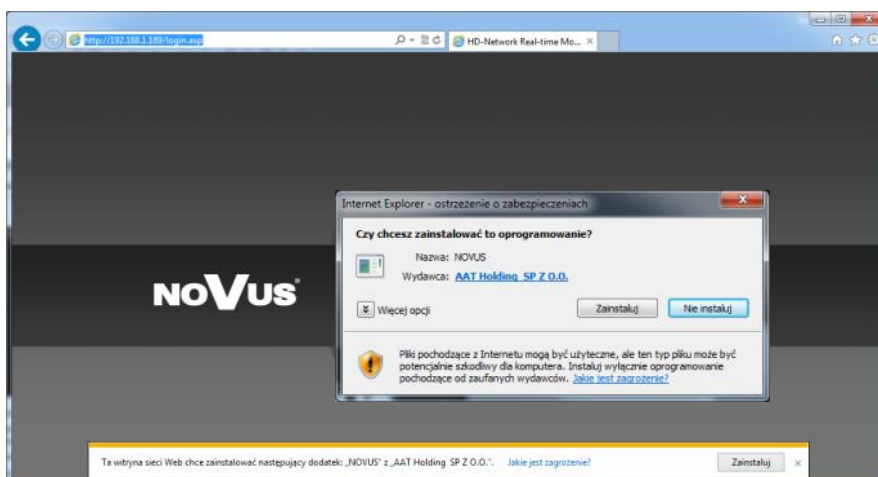 http://192.168.1.189/login.asp
HD-Network Real-time Mo...
NOVUS
Internet Explorer - ostrzeżenie o zabezpieczeniach
Czy chcesz zainstalować to oprogramowanie?
Nazwa: NOVUS
Wydawca: AAT Holding SP Z O.O.
Więcej opcji
Zainstaluj
Nie instaluj
Pliki pochodzące z Internetu mogą być użyteczne, ale ten typ pliku może być
potencjalnie szkodliwy dla komputera. Instaluj wyłącznie oprogramowanie
pochodzące od zaufanych wydawców. Jakie jest zagrożenie?
Ta witryna sieci Web chce zainstalować następujący dodatek: „NOVUS” z „AAT Holding SP Z O.O.”. Jakie jest zagrożenie?
Zainstaluj